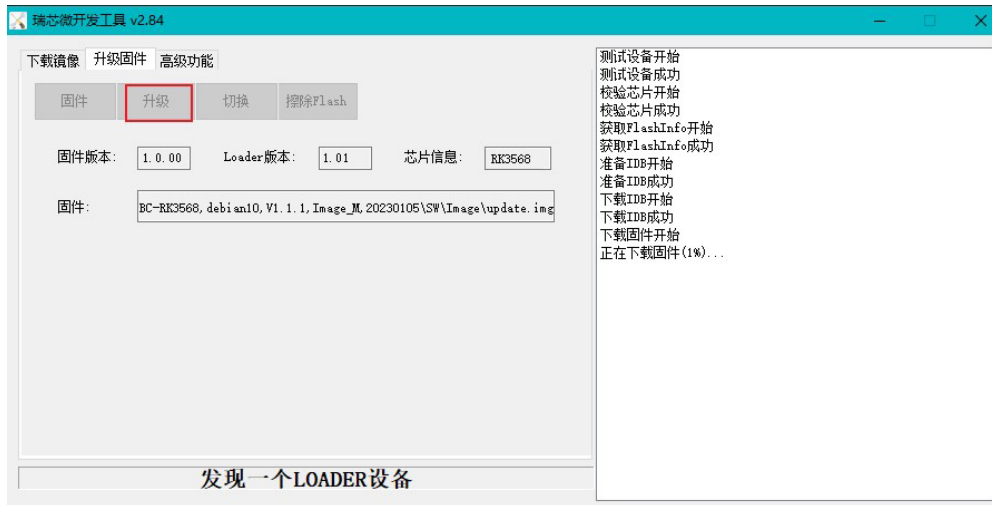 瑞芯微开发工具 v2.84
下载镜像 升级固件 高级功能
固件 升级 切换 擦除Flash
固件版本: 1.0.00 Loader版本: 1.01 芯片信息: RK3568
固件: BC-RK3568,debian10,V1.1.1,Image_M,20230105\SW\Image\update.img
发现一个LOADER设备
测试设备开始
测试设备成功
校验芯片开始
校验芯片成功
获取FlashInfo开始
获取FlashInfo成功
准备IDB开始
准备IDB成功
下载IDB开始
下载IDB成功
下载固件开始
正在下载固件(1%)...